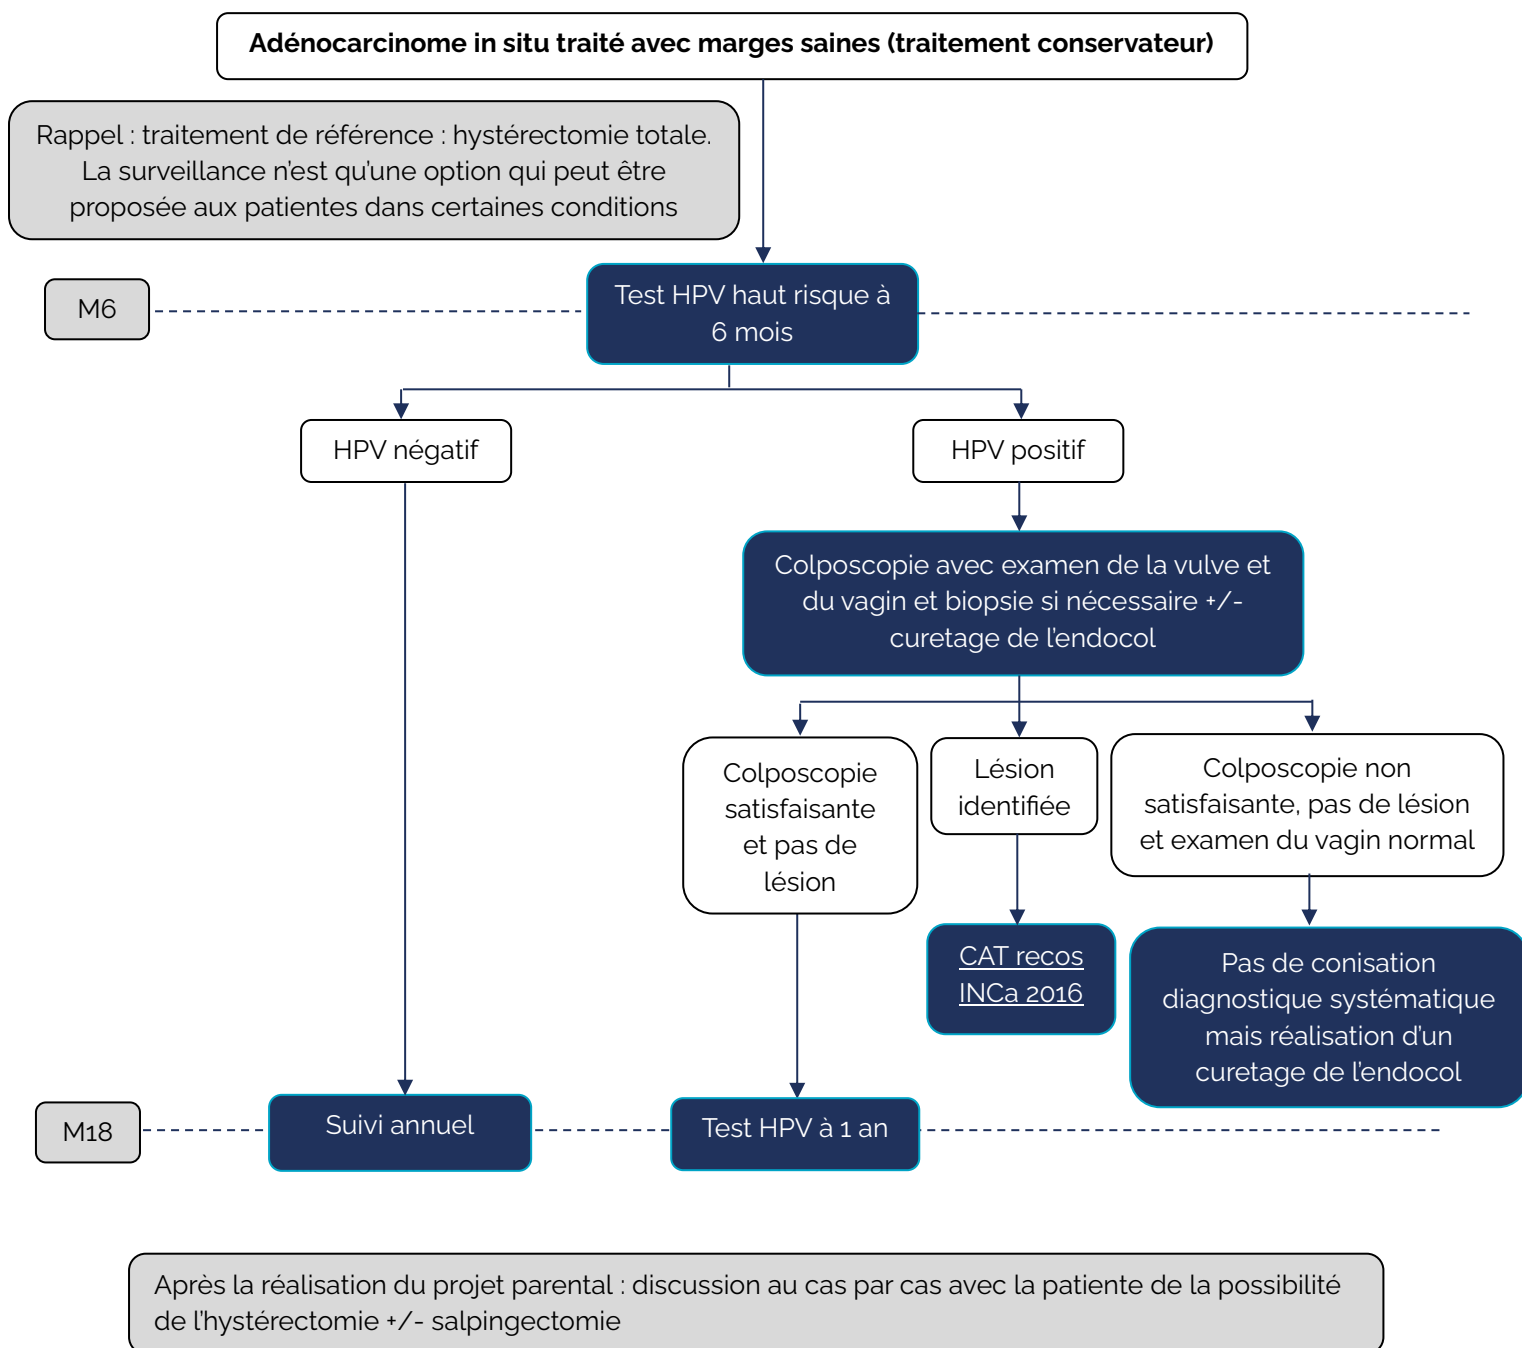 Adénocarcinome in situ traité avec marges saines (traitement conservateur)
Rappel : traitement de référence : hystérectomie totale.
La surveillance n'est qu'une option qui peut être
proposée aux patientes dans certaines conditions
M6
Test HPV haut risque à
6 mois
HPV négatif
HPV positif
Colposcopie avec examen de la vulve et
du vagin et biopsie si nécessaire +/-
curetage de l'endocol
Colposcopie
satisfaisante
et pas de
lésion
Lésion
identifiée
Colposcopie non
satisfaisante, pas de lésion
et examen du vagin normal
CAT recos
INCa 2016
Pas de conisation
diagnostique systématique
mais réalisation d'un
curetage de l'endocol
M18
Suivi annuel
Test HPV à 1 an
Après la réalisation du projet parental : discussion au cas par cas avec la patiente de la possibilité
de l'hystérectomie +/- salpingectomie